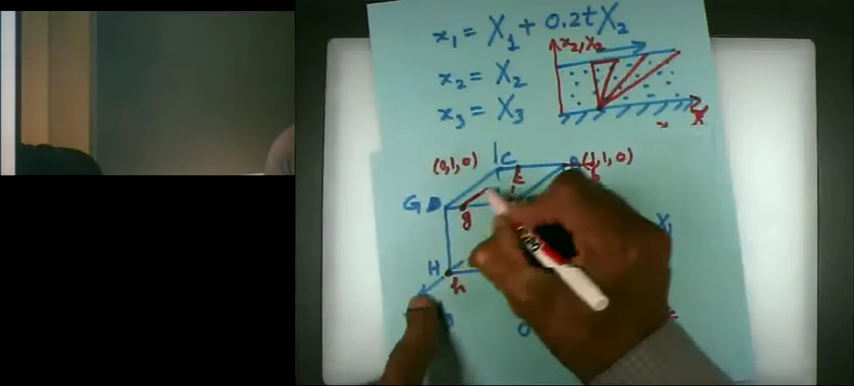 x₁ = X₁ + 0.2t X₂
x₂ = X₂
x₃ = X₃
x₂, X₂
x X
(0,1,0) C (1,1,0)
G
g
H
h
X₁